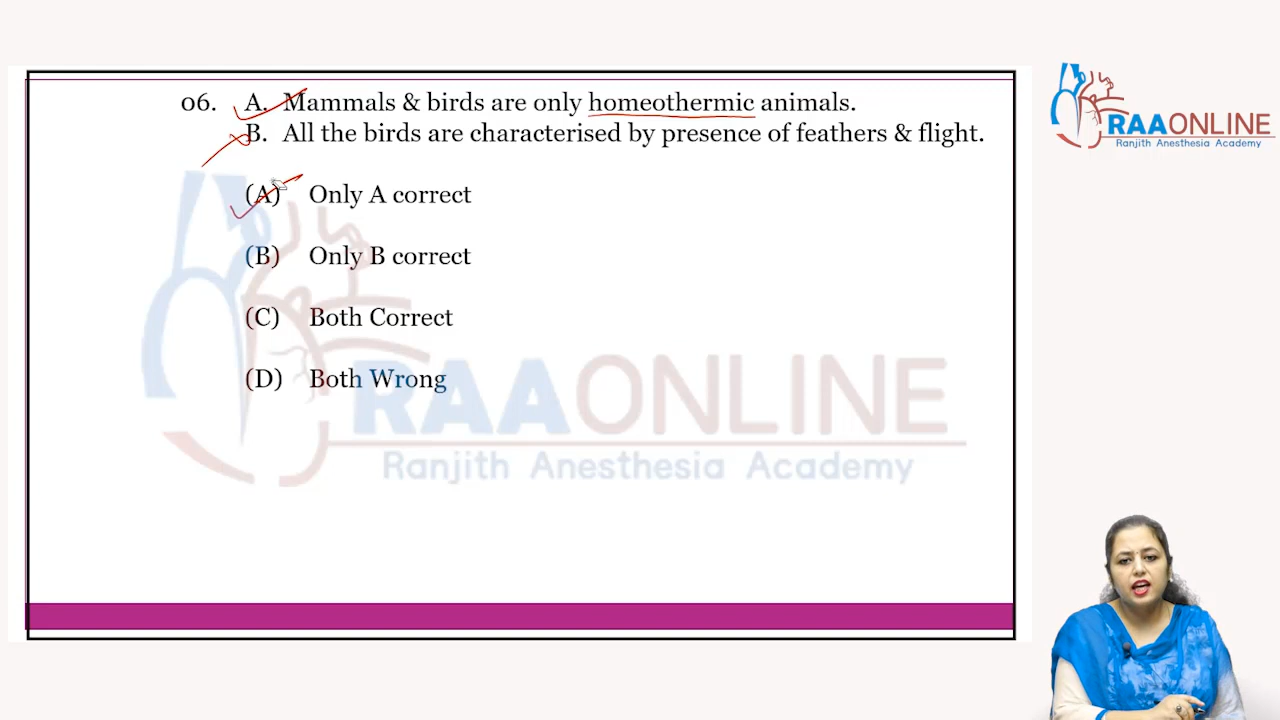 06. A. Mammals & birds are only homeothermic animals.
B. All the birds are characterised by presence of feathers & flight.
(A) Only A correct
(B) Only B correct
(C) Both Correct
(D) Both Wrong
RAAONLINE
Ranjith Anesthesia Academy
RAAONLINE
Ranjith Anesthesia Academy